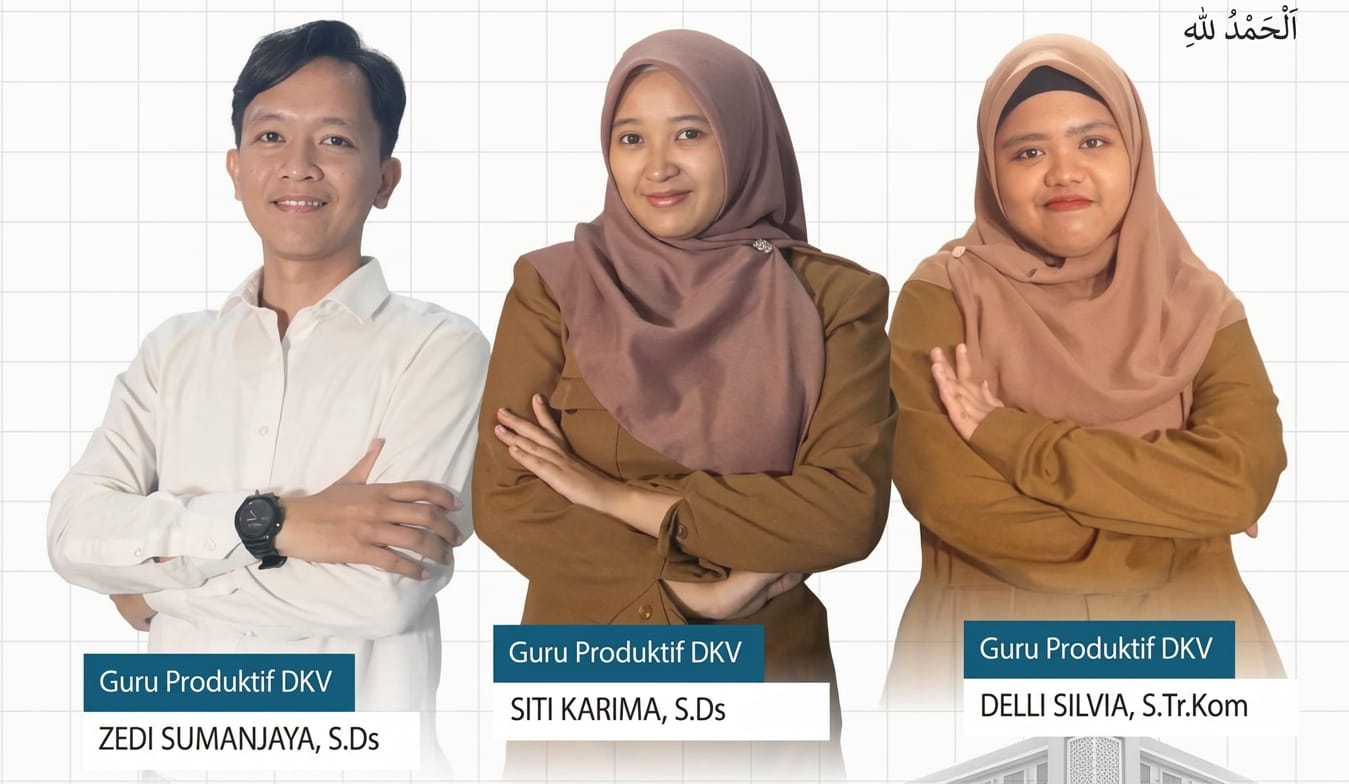 اَلْحَمْدُ لِلهِ
Guru Produktif DKV
ZEDI SUMANJAYA, S.Ds
Guru Produktif DKV
SITI KARIMA, S.Ds
Guru Produktif DKV
DELLI SILVIA, S.Tr.Kom